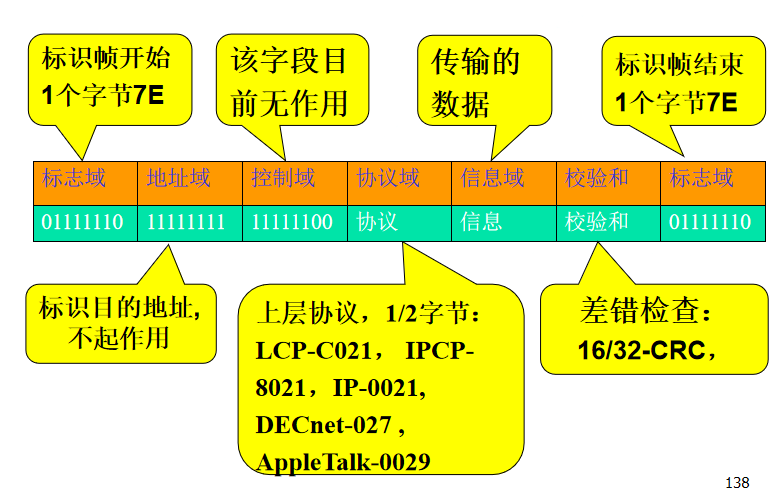 标识帧开始
1个字节7E
该字段目
前无作用
传输的
数据
标识帧结束
1个字节7E
标志域 地址域 控制域 协议域 信息域 校验和 标志域
01111110 11111111 11111100 协议 信息 校验和 01111110
标识目的地址,
不起作用
上层协议，1/2字节：
LCP-C021， IPCP-
8021，IP-0021,
DECnet-027 ,
AppleTalk-0029
差错检查：
16/32-CRC，
138